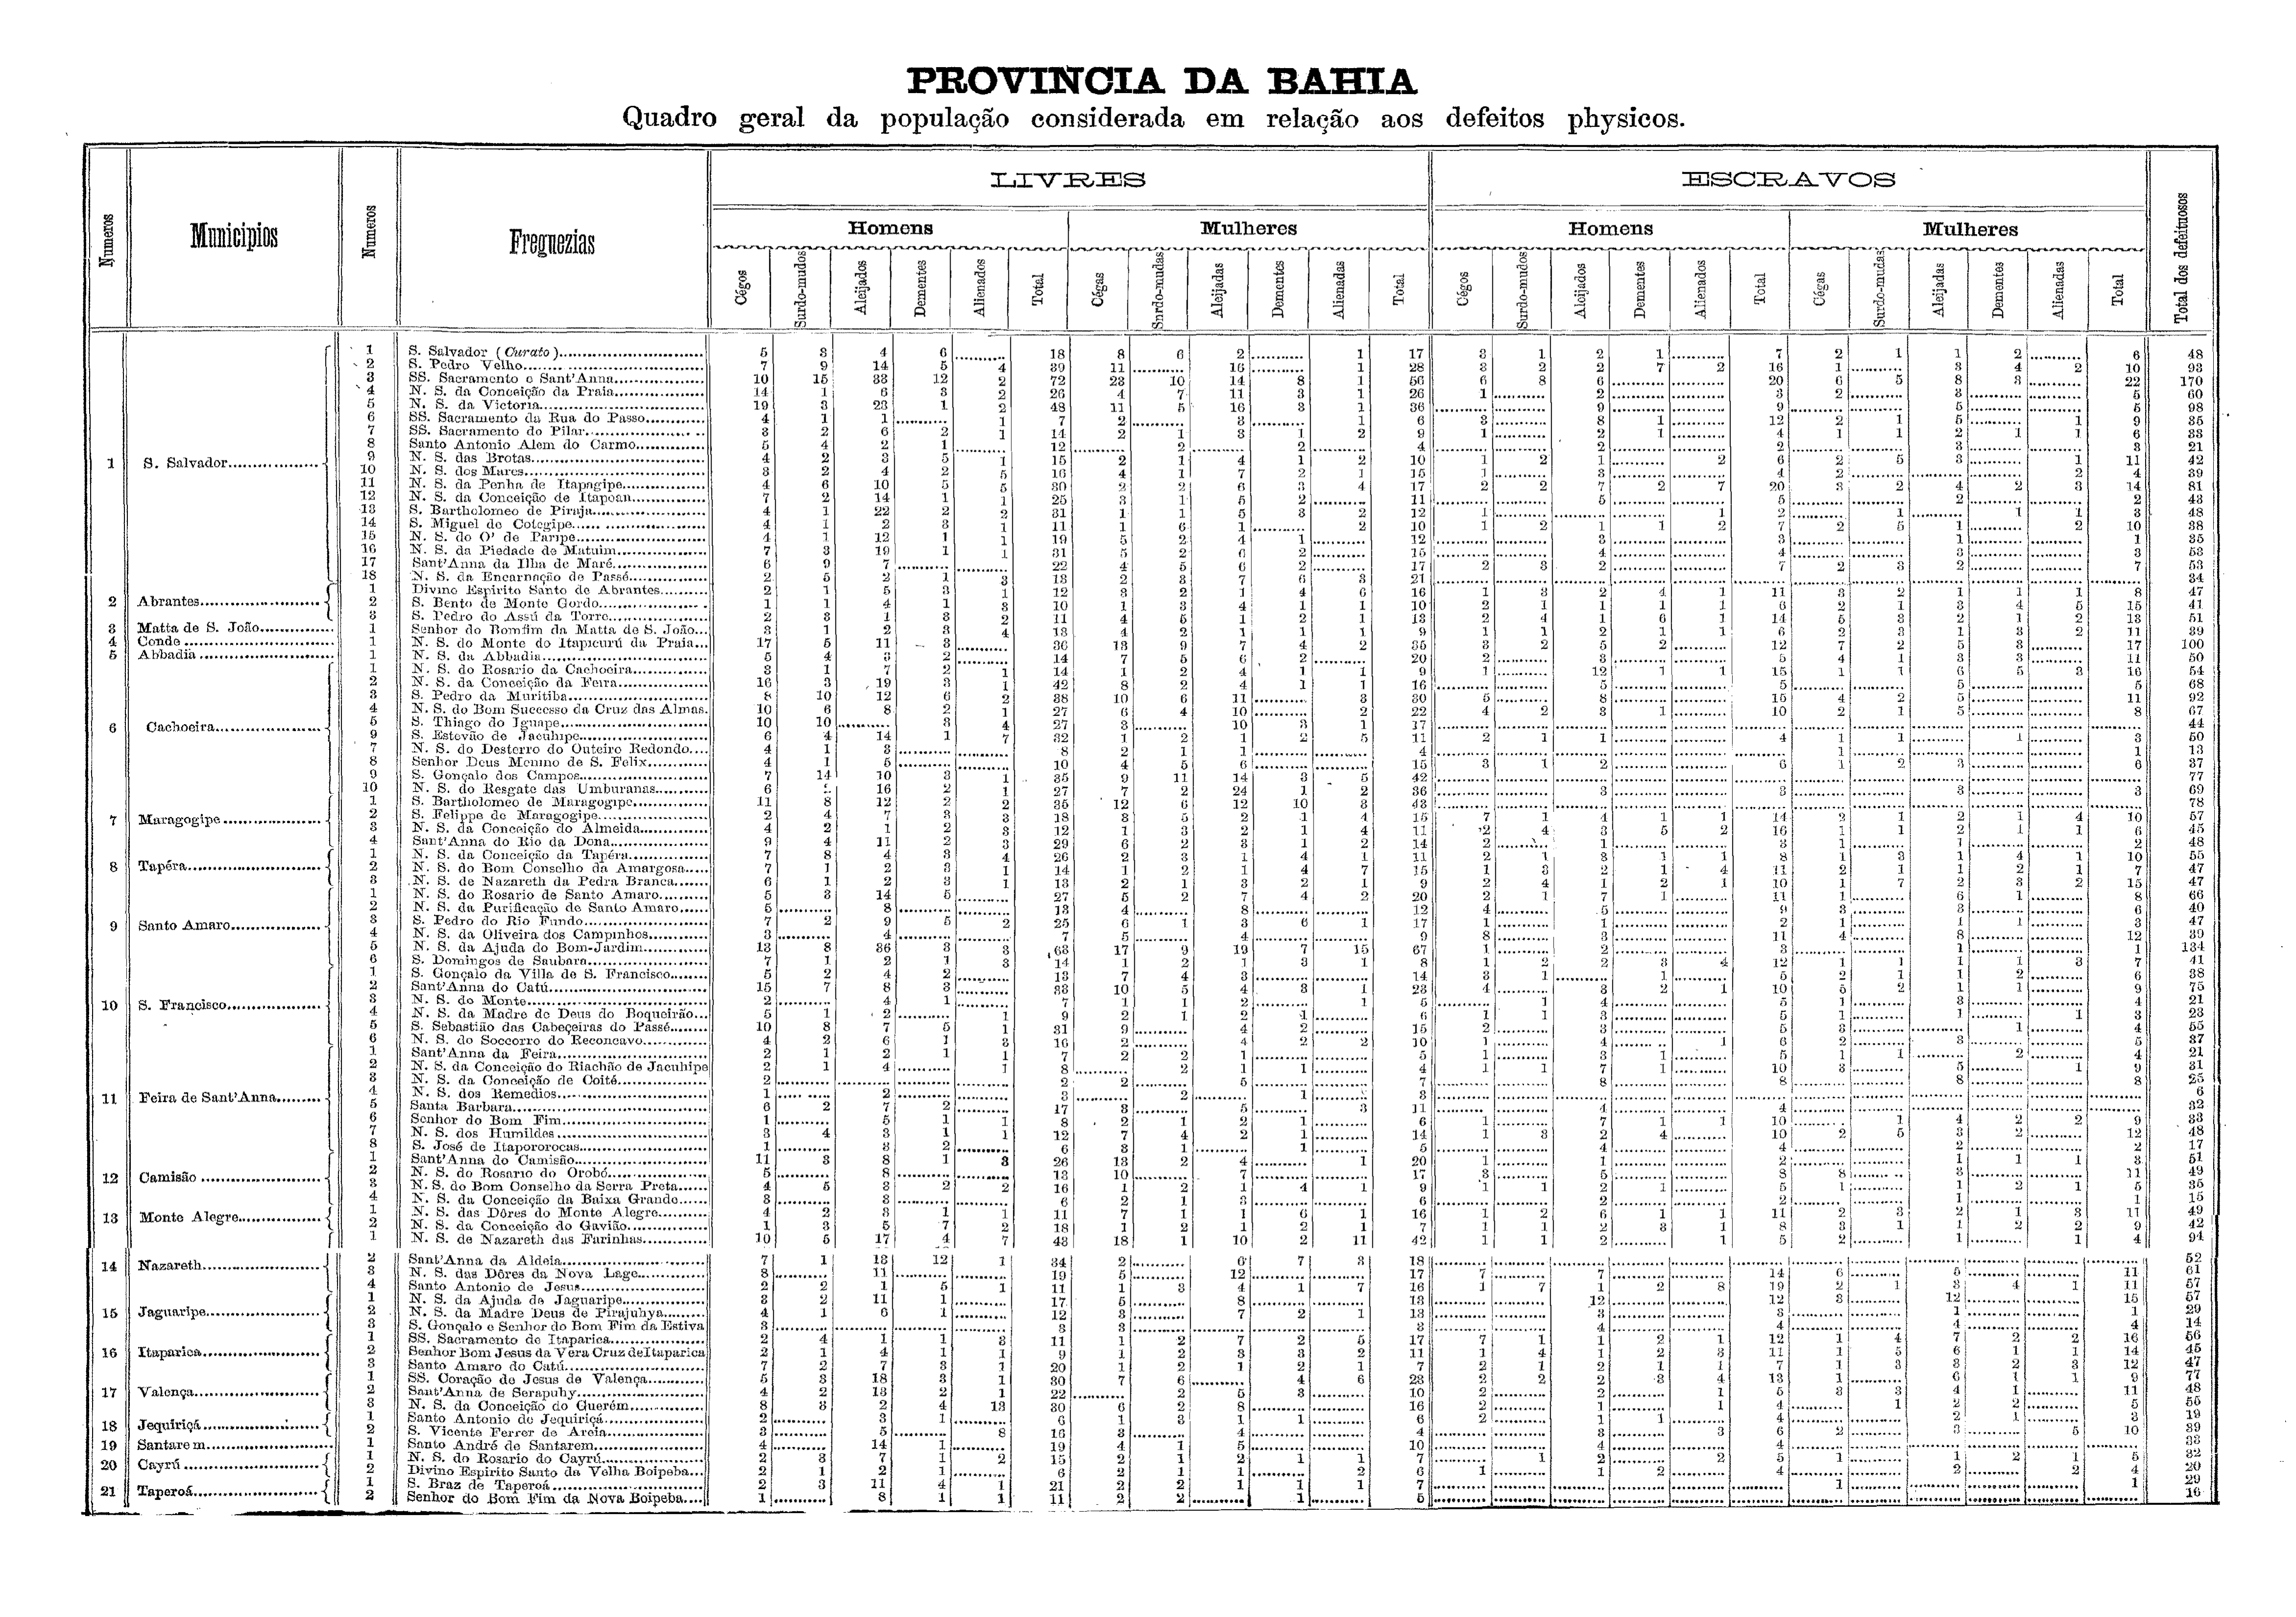 PROVINCIA DA BAHIA
Quadro geral da população considerada em relação aos defeitos physicos.
LIVRES ESCRAVOS
Numeros Municipios Numeros Freguezias Homens Mulheres Homens Mulheres Total dos defeituosos
Cégos Surdo-mudos Aleijados Dementes Alienados Total Cégas Surdo-mudas Aleijadas Dementes Alienadas Total Cégos Surdo-mudos Aleijados Dementes Alienados Total Cégas Surdo-mudas Aleijadas Dementes Alienadas Total
1 S. Salvador
1 S. Salvador (Curato) 5 3 4 6 18 8 6 2 1 17 3 1 2 1 7 2 1 1 2 6 48
2 S. Pedro Velho 7 9 14 5 4 39 11 16 1 28 3 2 2 7 2 16 1 3 4 2 10 93
3 SS. Sacramento e Sant'Anna 10 15 33 12 2 72 23 10 14 8 1 56 6 8 6 20 6 5 8 3 22 170
4 N. S. da Conceição da Praia 14 1 6 3 2 26 4 7 11 3 1 26 1 2 3 2 3 5 60
5 N. S. da Victoria 19 3 23 1 2 48 11 5 16 3 1 36 9 9 5 5 98
6 SS. Sacramento da Rua do Passo 4 1 1 1 7 2 3 1 6 3 8 1 12 2 1 5 1 9 35
7 SS. Sacramento do Pilar 3 2 6 2 1 14 2 1 3 1 2 9 1 2 1 4 1 1 2 1 1 6 33
8 Santo Antonio Alem do Carmo 5 4 2 1 12 2 2 4 2 2 3 3 21
9 N. S. das Brotas 4 2 3 5 1 15 2 1 4 1 2 10 1 2 1 2 6 2 5 3 1 11 42
10 N. S. dos Mares 3 2 4 2 5 16 4 1 7 2 1 15 1 3 4 2 2 4 39
11 N. S. da Penha de Itapagipe 4 6 10 5 5 30 2 2 6 3 4 17 2 2 7 2 7 20 3 2 4 2 3 14 81
12 N. S. da Conceição de Itapoan 7 2 14 1 1 25 3 1 5 2 11 5 5 2 2 43
13 S. Bartholomeo de Piraja 4 1 22 2 2 31 1 1 5 3 2 12 1 1 2 1 1 1 3 48
14 S. Miguel de Cotegipe 4 1 2 3 1 11 1 6 1 2 10 1 2 1 1 2 7 2 5 1 2 10 38
15 N. S. do O' de Paripe 4 1 12 1 1 19 5 2 4 1 12 3 3 1 1 35
16 N. S. da Piedade de Matuim 7 3 19 1 1 31 5 2 6 2 15 4 4 3 3 53
17 Sant'Anna da Ilha de Maré 6 9 7 22 4 5 6 2 17 2 3 2 7 2 3 2 7 53
18 N. S. da Encarnação de Passé 2 5 2 1 3 13 2 3 7 6 3 21 34
2 Abrantes
1 Divino Espirito Santo de Abrantes 2 1 5 3 1 12 3 2 1 4 6 16 1 3 2 4 1 11 3 2 1 1 1 8 47
2 S. Bento de Monte Gordo 1 1 4 1 3 10 1 3 4 1 1 10 2 1 1 1 1 6 2 1 3 4 5 15 41
3 S. Pedro do Assú da Torre 2 3 1 3 2 11 4 5 1 2 1 13 2 4 1 6 1 14 5 3 2 1 2 13 51
3 Matta de S. João 1 Senhor do Bomfim da Matta de S. João 3 1 2 3 4 13 4 2 1 1 1 9 1 1 2 1 1 6 2 3 1 3 2 11 39
4 Conde 1 N. S. do Monte do Itapicurú da Praia 17 5 11 3 36 13 9 7 4 2 35 3 2 5 2 12 7 2 5 3 17 100
5 Abbadia 1 N. S. da Abbadia 5 4 3 2 14 7 5 6 2 20 2 3 5 4 1 3 3 11 50
6 Cachoeira
1 N. S. do Rosario da Cachoeira 3 1 7 2 1 14 1 2 4 1 1 9 1 12 1 1 15 1 1 6 5 3 16 54
2 N. S. da Conceição da Feira 16 3 19 3 1 42 8 2 4 1 1 16 5 5 5 5 68
3 S. Pedro da Muritiba 8 10 12 6 2 38 10 6 11 3 30 5 8 1 15 4 2 5 11 92
4 N. S. do Bom Successo da Cruz das Almas 10 6 8 2 1 27 6 4 10 2 22 4 2 3 1 10 2 1 5 8 67
5 S. Thiago do Iguape 10 10 3 4 27 3 10 3 1 17 44
9 S. Estevão de Jacuhipe 6 4 14 1 7 32 1 2 1 2 5 11 2 1 1 4 1 1 1 3 50
7 N. S. do Desterro do Outeiro Redondo 4 1 3 8 2 1 1 4 1 1 13
8 Senhor Deus Menino de S. Felix 4 1 5 10 4 5 6 15 3 1 2 6 1 2 3 6 37
9 S. Gonçalo dos Campos 7 14 10 3 1 35 9 11 14 3 5 42 77
10 N. S. do Resgate das Umburanas 6 16 2 1 27 7 2 24 1 2 36 3 3 3 3 69
7 Maragogipe
1 S. Bartholomeo de Maragogipe 11 8 12 2 2 35 12 6 12 10 3 43 78
2 S. Felippe de Maragogipe 2 4 7 3 3 18 3 5 2 1 4 15 7 1 4 1 1 14 2 1 2 1 4 10 57
3 N. S. da Conceição do Almeida 4 2 1 2 3 12 1 3 2 1 4 11 2 4 3 5 2 16 1 1 2 1 1 6 45
4 Sant'Anna do Rio da Dona 9 4 11 2 3 29 6 2 3 1 2 14 2 1 3 1 1 2 48
8 Tapéra
1 N. S. da Conceição da Tapéra 7 8 4 3 4 26 2 3 1 4 1 11 2 1 3 1 1 8 1 3 1 4 1 10 55
2 N. S. do Bom Conselho da Amargosa 7 1 2 3 1 14 1 2 1 4 7 15 1 3 2 1 4 11 2 1 1 2 1 7 47
3 N. S. de Nazareth da Pedra Branca 6 1 2 3 1 13 2 1 3 2 1 9 2 4 1 2 1 10 1 7 2 3 2 15 47
9 Santo Amaro
1 N. S. do Rosario de Santo Amaro 5 3 14 5 27 5 2 7 4 2 20 2 1 7 1 11 1 6 1 8 66
2 N. S. da Purificação de Santo Amaro 5 8 13 4 8 12 4 5 9 3 3 6 40
3 S. Pedro do Rio Fundo 7 2 9 5 2 25 6 1 3 6 1 17 1 1 2 1 1 1 3 47
4 N. S. da Oliveira dos Campinhos 3 4 7 5 4 9 8 3 11 4 8 12 39
5 N. S. da Ajuda do Bom-Jardim 13 8 36 3 3 63 17 9 19 7 15 67 1 2 3 1 1 134
6 S. Domingos de Saubara 7 1 2 1 3 14 1 2 1 3 1 8 1 2 2 3 4 12 1 1 1 1 3 7 41
10 S. Francisco
1 S. Gonçalo da Villa de S. Francisco 5 2 4 2 13 7 4 3 14 3 1 1 5 2 1 1 2 6 38
2 Sant'Anna do Catú 15 7 8 3 33 10 5 4 3 1 23 4 3 2 1 10 5 2 1 1 9 75
3 N. S. do Monte 2 4 1 7 1 1 2 1 5 1 4 5 1 3 4 21
4 N. S. da Madre de Deus do Boqueirão 5 1 2 1 9 2 1 2 1 6 1 1 3 5 1 1 1 3 23
5 S. Sebastião das Cabeçeiras do Passé 10 8 7 5 1 31 9 4 2 15 2 3 5 3 1 4 55
6 N. S. do Soccorro do Reconcavo 4 2 6 1 3 16 2 4 2 2 10 1 4 1 6 2 3 5 37
11 Feira de Sant'Anna
1 Sant'Anna da Feira 2 1 2 1 1 7 2 2 1 5 1 3 1 5 1 1 2 4 21
2 N. S. da Conceição do Riachão de Jacuhipe 2 1 4 1 8 2 1 1 4 1 1 7 1 10 3 5 1 9 31
3 N. S. da Conceição de Coité 2 2 2 5 7 8 8 8 8 25
4 N. S. dos Remedios 1 2 3 2 1 3 6
5 Santa Barbara 6 2 7 2 17 3 5 3 11 4 4 32
6 Senhor do Bom Fim 1 5 1 1 8 2 1 2 1 6 1 7 1 1 10 1 4 2 2 9 33
7 N. S. dos Humildes 3 4 3 1 1 12 7 4 2 1 14 1 3 2 4 10 2 5 3 2 12 48
8 S. José de Itapororocas 1 3 2 6 3 1 1 5 4 4 2 2 17
12 Camisão
1 Sant'Anna do Camisão 11 3 8 1 3 26 13 2 4 1 20 1 1 2 1 1 1 3 51
2 N. S. do Rosario do Orobó 5 8 13 10 7 17 3 5 8 8 3 11 49
3 N. S. do Bom Conselho da Serra Preta 4 5 3 2 2 16 1 2 1 4 1 9 1 1 2 1 5 1 1 2 1 5 35
4 N. S. da Conceição da Baixa Grande 3 3 6 2 1 3 6 2 2 1 1 15
13 Monte Alegre
1 N. S. das Dôres do Monte Alegre 4 2 3 1 1 11 7 1 1 6 1 16 1 2 6 1 1 11 2 3 2 1 3 11 49
2 N. S. da Conceição do Gavião 1 3 5 7 2 18 1 2 1 2 1 7 1 1 2 3 1 8 3 1 1 2 2 9 42
14 Nazareth
1 N. S. de Nazareth das Farinhas 10 5 17 4 7 43 18 1 10 2 11 42 1 1 2 1 5 2 1 1 4 94
2 Sant'Anna da Aldeia 7 1 13 12 1 34 2 6 7 3 18 52
3 N. S. das Dôres da Nova Lage 8 11 19 5 12 17 7 7 14 6 5 11 61
4 Santo Antonio de Jesus 2 2 1 5 1 11 1 3 4 1 7 16 1 7 1 2 8 19 2 1 3 4 1 11 57
15 Jaguaripe
1 N. S. da Ajuda de Jaguaripe 3 2 11 1 17 5 8 13 12 12 3 12 15 57
2 N. S. da Madre Deus de Pirajuhya 4 1 6 1 12 3 7 2 1 13 3 3 1 1 29
3 S. Gonçalo e Senhor do Bom Fim da Estiva 3 3 3 3 4 4 4 4 14
16 Itaparica
1 SS. Sacramento de Itaparica 2 4 1 1 3 11 1 2 7 2 5 17 7 1 1 2 1 12 1 4 7 2 2 16 56
2 Senhor Bom Jesus da Vera Cruz de Itaparica 2 1 4 1 1 9 1 2 3 3 2 11 1 4 1 2 3 11 1 5 6 1 1 14 45
3 Santo Amaro do Catú 7 2 7 3 1 20 1 2 1 2 1 7 2 1 2 1 1 7 1 3 3 2 3 12 47
17 Valença
1 SS. Coração de Jesus de Valença 5 3 18 3 1 30 7 6 4 6 23 2 2 2 3 4 13 1 6 1 1 9 77
2 Sant'Anna de Serapuhy 4 2 13 2 1 22 2 5 3 10 2 2 1 5 3 3 4 1 11 48
3 N. S. da Conceição do Guerém 8 3 2 4 13 30 6 2 8 16 2 1 1 4 1 2 2 5 55
18 Jequiriçá
1 Santo Antonio de Jequiriçá 2 3 1 6 1 3 1 1 6 2 1 1 4 2 1 3 19
2 S. Vicente Ferrer de Areia 3 5 8 16 3 4 4 3 3 6 2 3 5 10 39
19 Santarem 1 Santo André de Santarem 4 14 1 19 4 1 5 10 4 4 33
20 Cayrú
1 N. S. do Rosario do Cayrú 2 3 7 1 2 15 2 1 2 1 1 7 1 2 2 5 1 1 2 1 5 32
2 Divino Espirito Santo da Velha Boipeba 2 1 2 1 6 2 1 1 2 6 1 1 2 4 2 2 4 20
21 Taperoá
1 S. Braz de Taperoá 2 3 11 4 1 21 2 2 1 1 1 7 1 1 29
2 Senhor do Bom Fim da Nova Boipeba 1 8 1 1 11 2 2 1 5 16